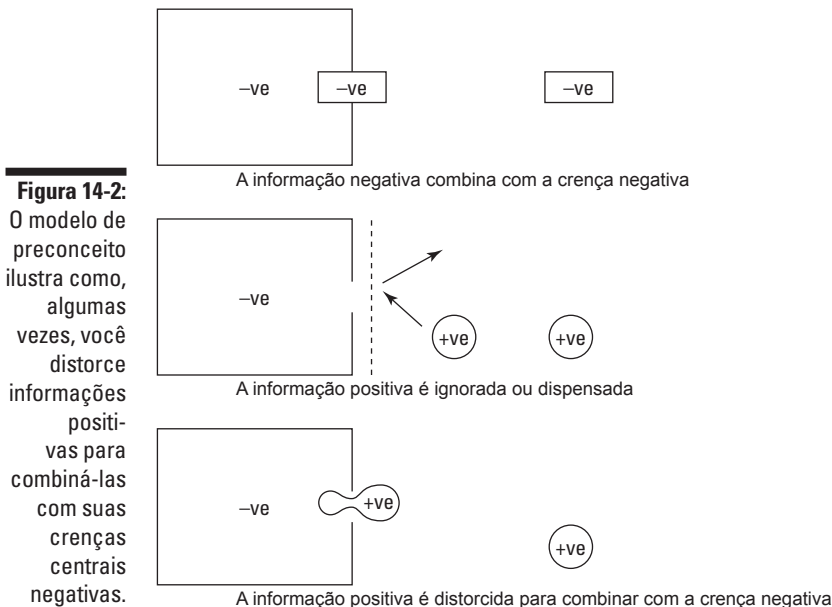 –ve
–ve
–ve
A informação negativa combina com a crença negativa
Figura 14-2:
O modelo de
preconceito
ilustra como,
algumas
vezes, você
distorce
informações
positi-
vas para
combiná-las
com suas
crenças
centrais
negativas.
–ve
+ve
+ve
A informação positiva é ignorada ou dispensada
–ve
+ve
+ve
A informação positiva é distorcida para combinar com a crença negativa